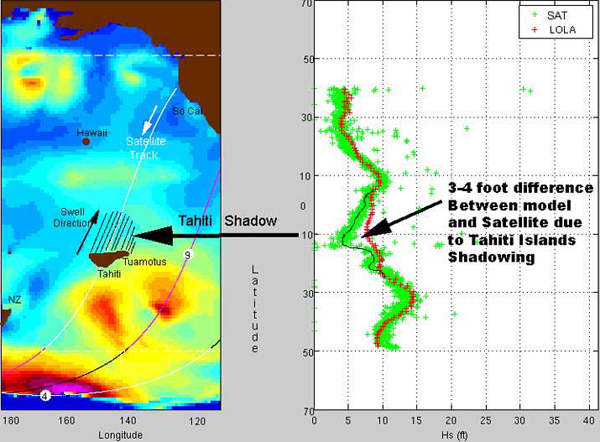 So Cal
Hawaii
Satellite
Track
Swell
Direction
Tahiti Shadow
Tuamotus
Tahiti
9
NZ
4
180 160 140 120
Longitude
Latitude
SAT
LOLA
70
50
30
10
0
10
30
50
70
3-4 foot difference
Between model
and Satellite due
to Tahiti Islands
Shadowing
0 5 10 15 20 25 30 35 40
Hs (ft)